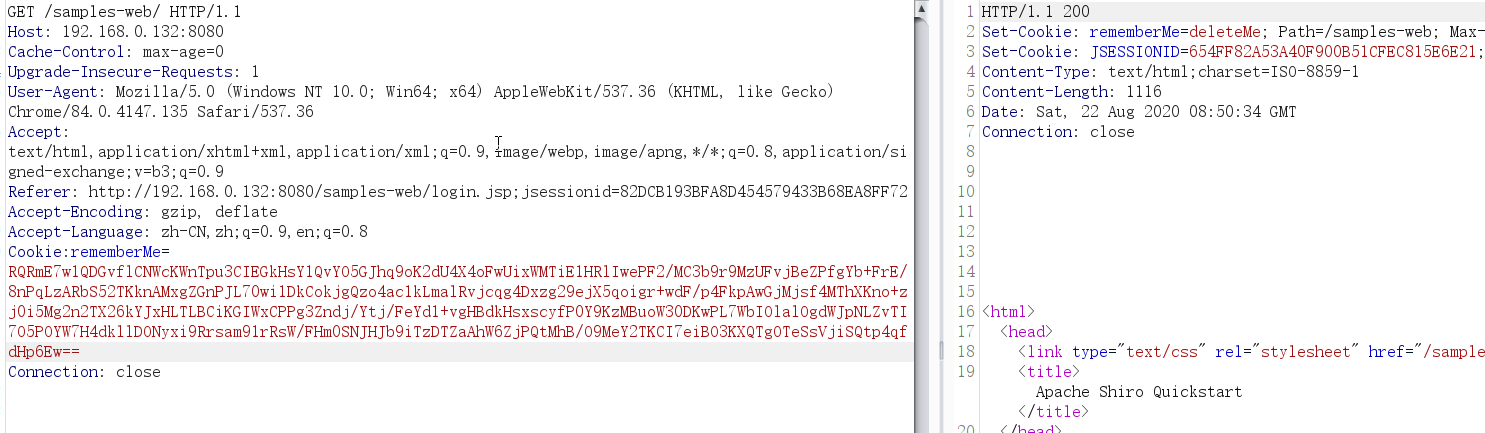 GET /samples-web/ HTTP/1.1
Host: 192.168.0.132:8080
Cache-Control: max-age=0
Upgrade-Insecure-Requests: 1
User-Agent: Mozilla/5.0 (Windows NT 10.0; Win64; x64) AppleWebKit/537.36 (KHTML, like Gecko)
Chrome/84.0.4147.135 Safari/537.36
Accept:
text/html,application/xhtml+xml,application/xml;q=0.9,image/webp,image/apng,*/*;q=0.8,application/si
gned-exchange;v=b3;q=0.9
Referer: http://192.168.0.132:8080/samples-web/login.jsp;jsessionid=82DCB193BFA8D454579433B68EA8FF72
Accept-Encoding: gzip, deflate
Accept-Language: zh-CN,zh;q=0.9,en;q=0.8
Cookie:rememberMe=
RQRmE7w1QDGvflCNWcKWnTpu3CIEGkHsYlQvY05GJhq9oK2dU4X4oFwUixWMTiE1HRlIwePF2/MC3b9r9MzUFvjBeZPfgYb+FrE/
8nPqLzARbS52TKknAMxgZGnPJL70wi1DkCokjgQzo4aclkLmalRvjcqg4Dxzg29ejX5qoigr+wdF/p4FkpAwGjMjsf4MThXKno+z
j0i5Mg2n2TX26kYJxHLTLBCiKGIWxCPPg3Zndj/Ytj/FeYd1+vgHBdkHsxscyfP0Y9KzMBuoW3ODKwPL7WbI0lal0gdWJpNLZvTI
705P0YW7H4dkllD0Nyxi9Rrsam91rRsW/FHm0SNJHJb9iTzDTZaAhW6ZjPQtMhB/09MeY2TKCI7eiB03KXQTg0TeSsVjiSQtp4qf
dHp6Ew==
Connection: close
1 HTTP/1.1 200
2 Set-Cookie: rememberMe=deleteMe; Path=/samples-web; Max-
3 Set-Cookie: JSESSIONID=654FF82A53A40F900B51CFEC815E6E21;
4 Content-Type: text/html;charset=ISO-8859-1
5 Content-Length: 1116
6 Date: Sat, 22 Aug 2020 08:50:34 GMT
7 Connection: close
8
9
10
11
12
13
14
15
16 <html>
17 <head>
18 <link type="text/css" rel="stylesheet" href="/sample
19 <title>
Apache Shiro Quickstart
</title>
20 </head>